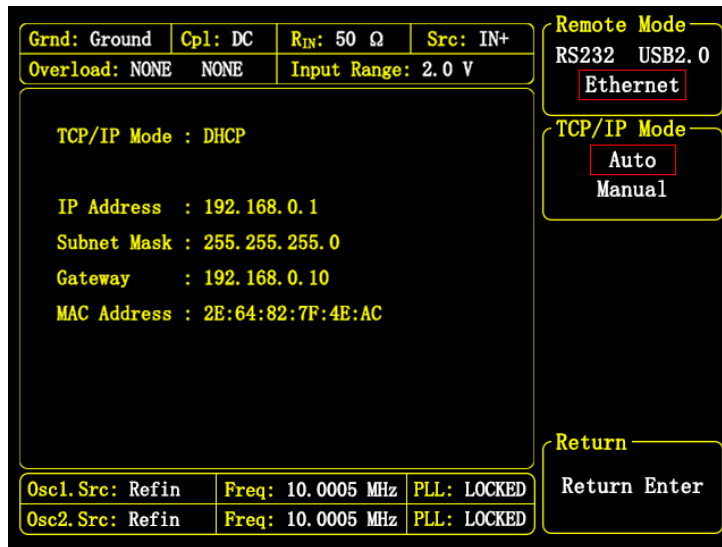 Grnd: Ground Cpl: DC RIN: 50 Ω Src: IN+
Overload: NONE NONE Input Range: 2.0 V
TCP/IP Mode : DHCP
IP Address : 192.168.0.1
Subnet Mask : 255.255.255.0
Gateway : 192.168.0.10
MAC Address : 2E:64:82:7F:4E:AC
Osc1.Src: Refin Freq: 10.0005 MHz PLL: LOCKED
Osc2.Src: Refin Freq: 10.0005 MHz PLL: LOCKED
Remote Mode
RS232 USB2.0
Ethernet
TCP/IP Mode
Auto
Manual
Return
Return Enter